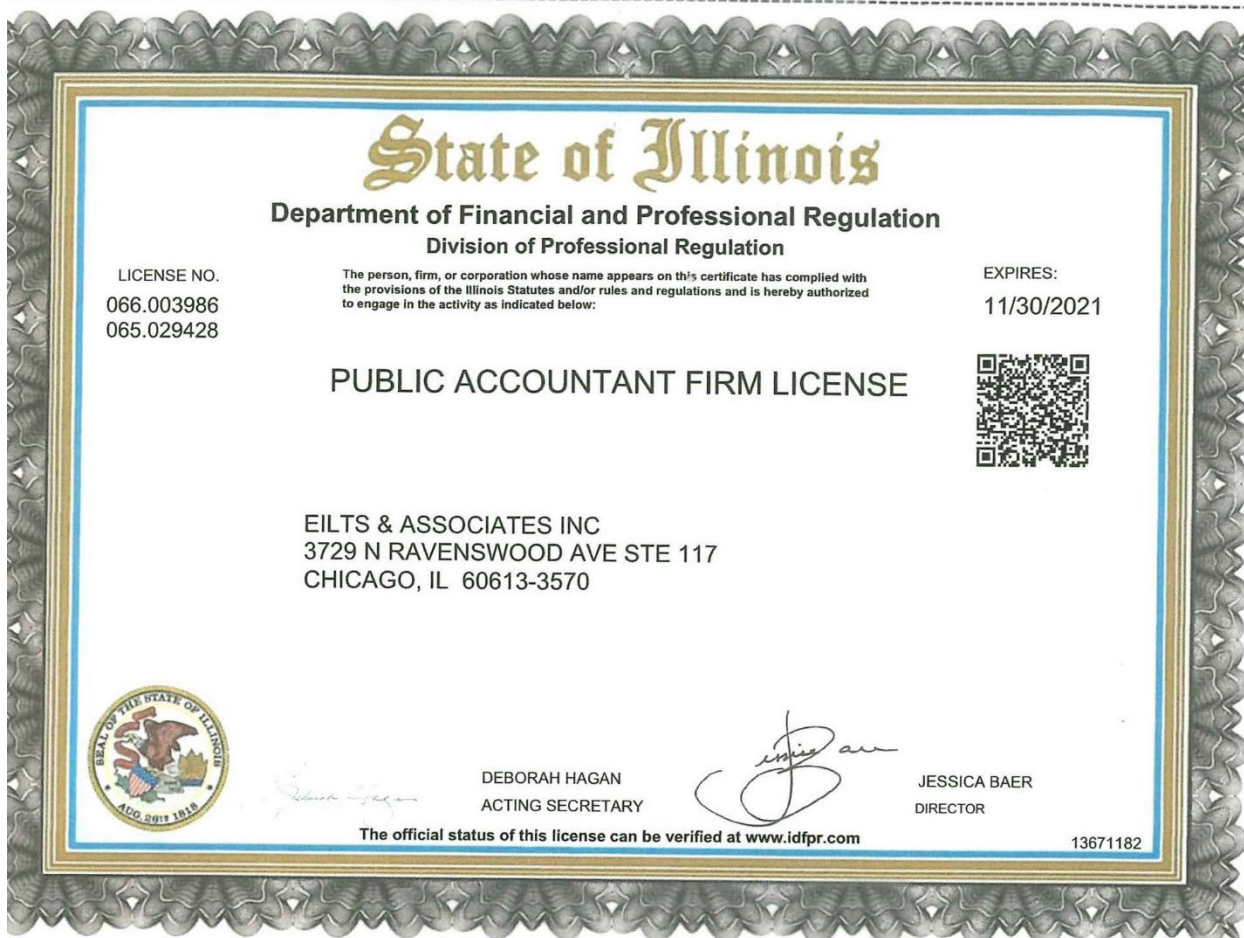 State of Illinois
Department of Financial and Professional Regulation
Division of Professional Regulation
LICENSE NO.
066.003986
065.029428
The person, firm, or corporation whose name appears on this certificate has complied with
the provisions of the Illinois Statutes and/or rules and regulations and is hereby authorized
to engage in the activity as indicated below:
EXPIRES:
11/30/2021
PUBLIC ACCOUNTANT FIRM LICENSE
EILTS & ASSOCIATES INC
3729 N RAVENSWOOD AVE STE 117
CHICAGO, IL 60613-3570
SEAL OF THE STATE OF ILLINOIS
AUG. 26TH 1818
Deborah Hagan
DEBORAH HAGAN
ACTING SECRETARY
JESSICA BAER
DIRECTOR
The official status of this license can be verified at www.idfpr.com
13671182